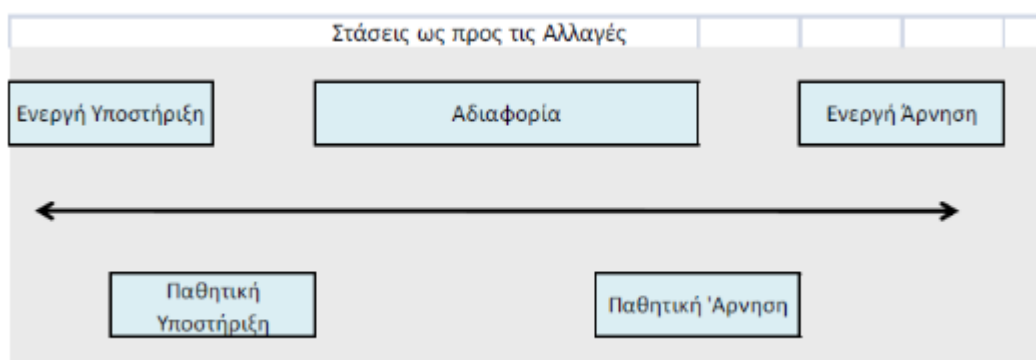 Στάσεις ως προς τις Αλλαγές
Ενεργή Υποστήριξη
Αδιαφορία
Ενεργή Άρνηση
Παθητική
Υποστήριξη
Παθητική 'Αρνηση